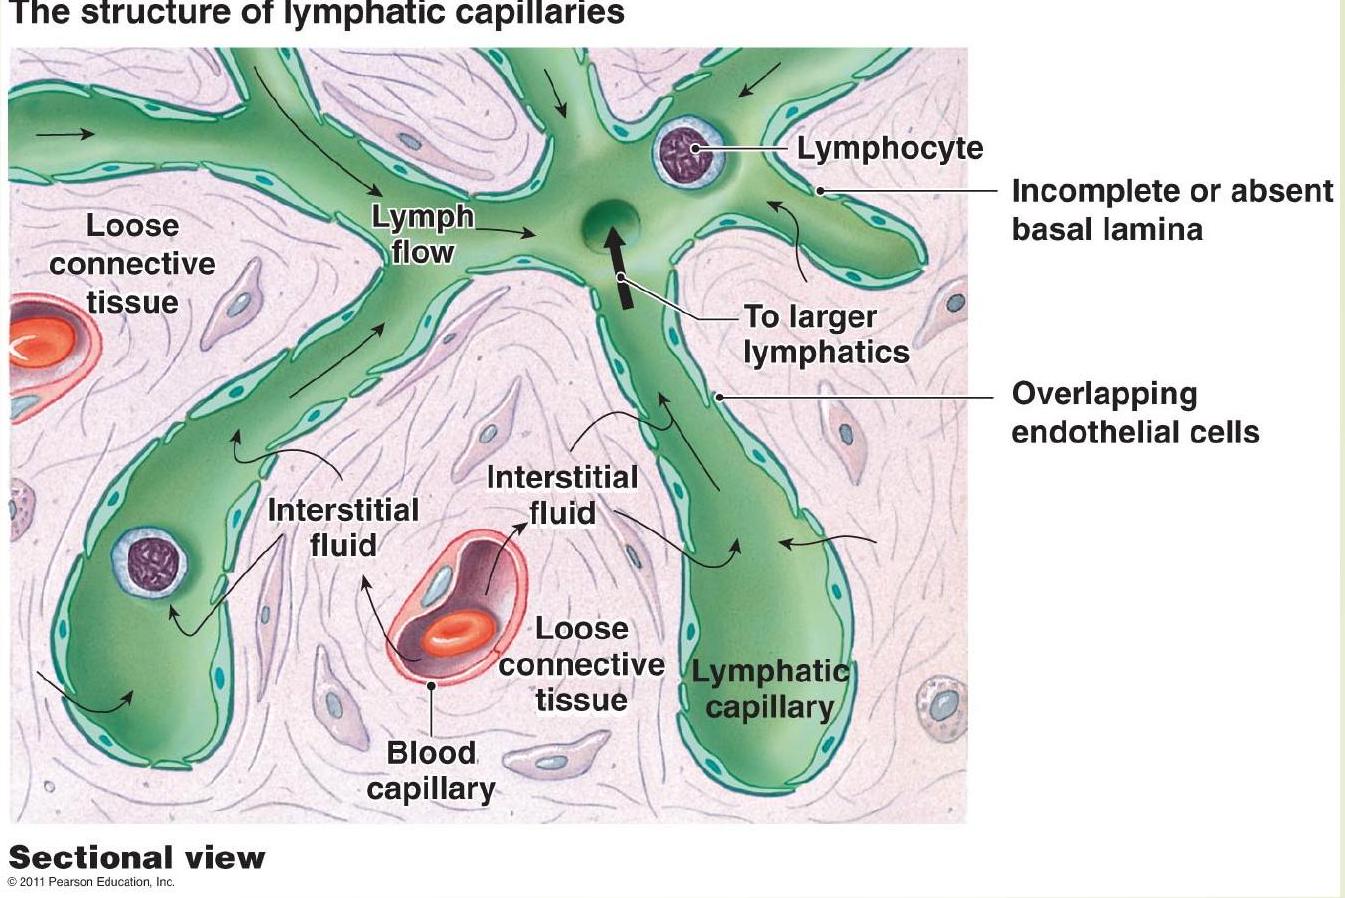 The structure of lymphatic capillaries
Lymphocyte
Incomplete or absent
basal lamina
Lymph
flow
Loose
connective
tissue
To larger
lymphatics
Overlapping
endothelial cells
Interstitial
fluid
Interstitial
fluid
Loose
connective
tissue
Lymphatic
capillary
Blood
capillary
Sectional view
© 2011 Pearson Education, Inc.